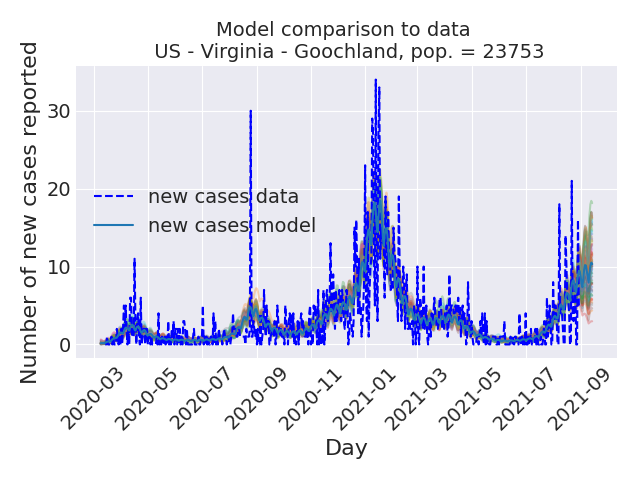 Model comparison to data
US - Virginia - Goochland, pop. = 23753
Number of new cases reported
30
20
10
0
new cases data
new cases model
2020-03
2020-05
2020-07
2020-09
2020-11
2021-01
2021-03
2021-05
2021-07
2021-09
Day